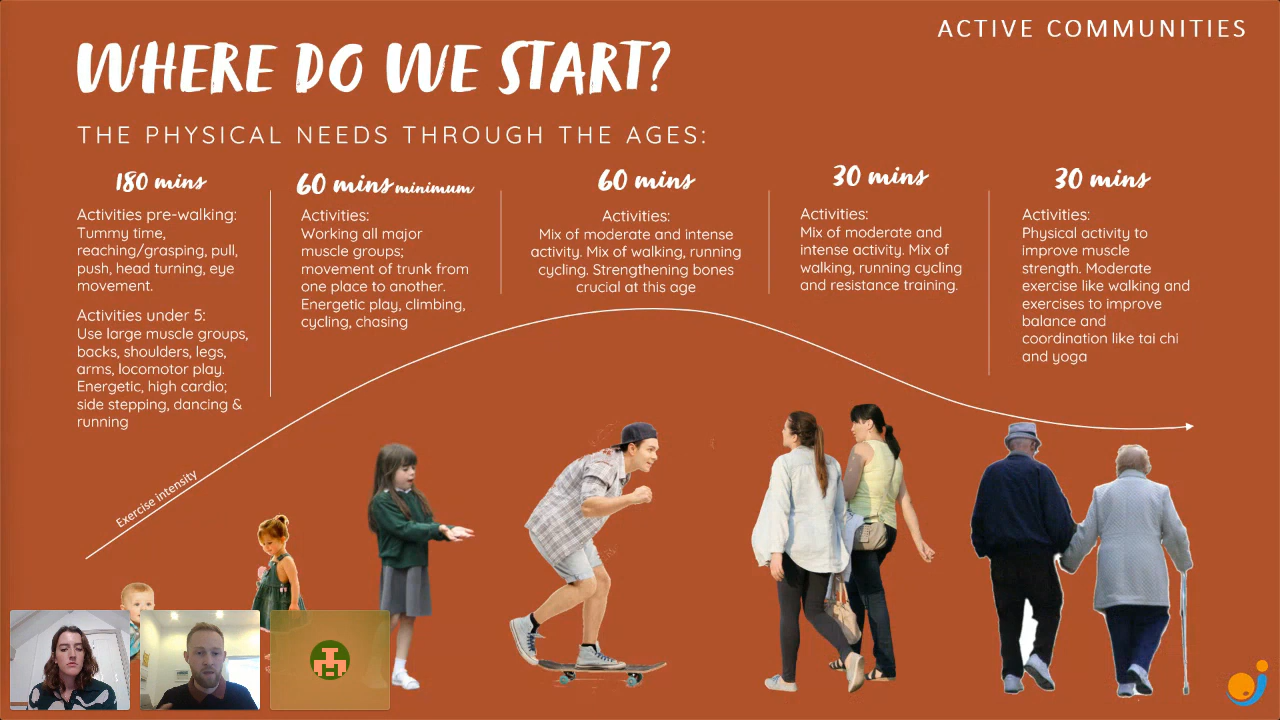 ACTIVE COMMUNITIES
WHERE DO WE START?
THE PHYSICAL NEEDS THROUGH THE AGES:
180 mins
Activities pre-walking:
Tummy time,
reaching/grasping, pull,
push, head turning, eye
movement.
Activities under 5:
Use large muscle groups,
backs, shoulders, legs,
arms, locomotor play.
Energetic, high cardio;
side stepping, dancing &
running
60 mins minimum
Activities:
Working all major
muscle groups;
movement of trunk from
one place to another.
Energetic play, climbing,
cycling, chasing
60 mins
Activities:
Mix of moderate and intense
activity. Mix of walking, running
cycling. Strengthening bones
crucial at this age
30 mins
Activities:
Mix of moderate and
intense activity. Mix of
walking, running cycling
and resistance training.
30 mins
Activities:
Physical activity to
improve muscle
strength. Moderate
exercise like walking and
exercises to improve
balance and
coordination like tai chi
and yoga
Exercise intensity